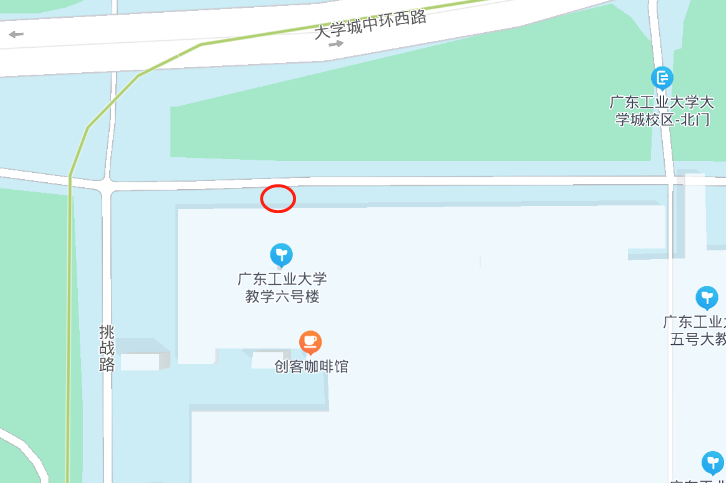 大学城中环西路
广东工业大学大
学城校区-北门
广东工业大学
教学六号楼
广东工业
五号大教
挑战路
创客咖啡馆